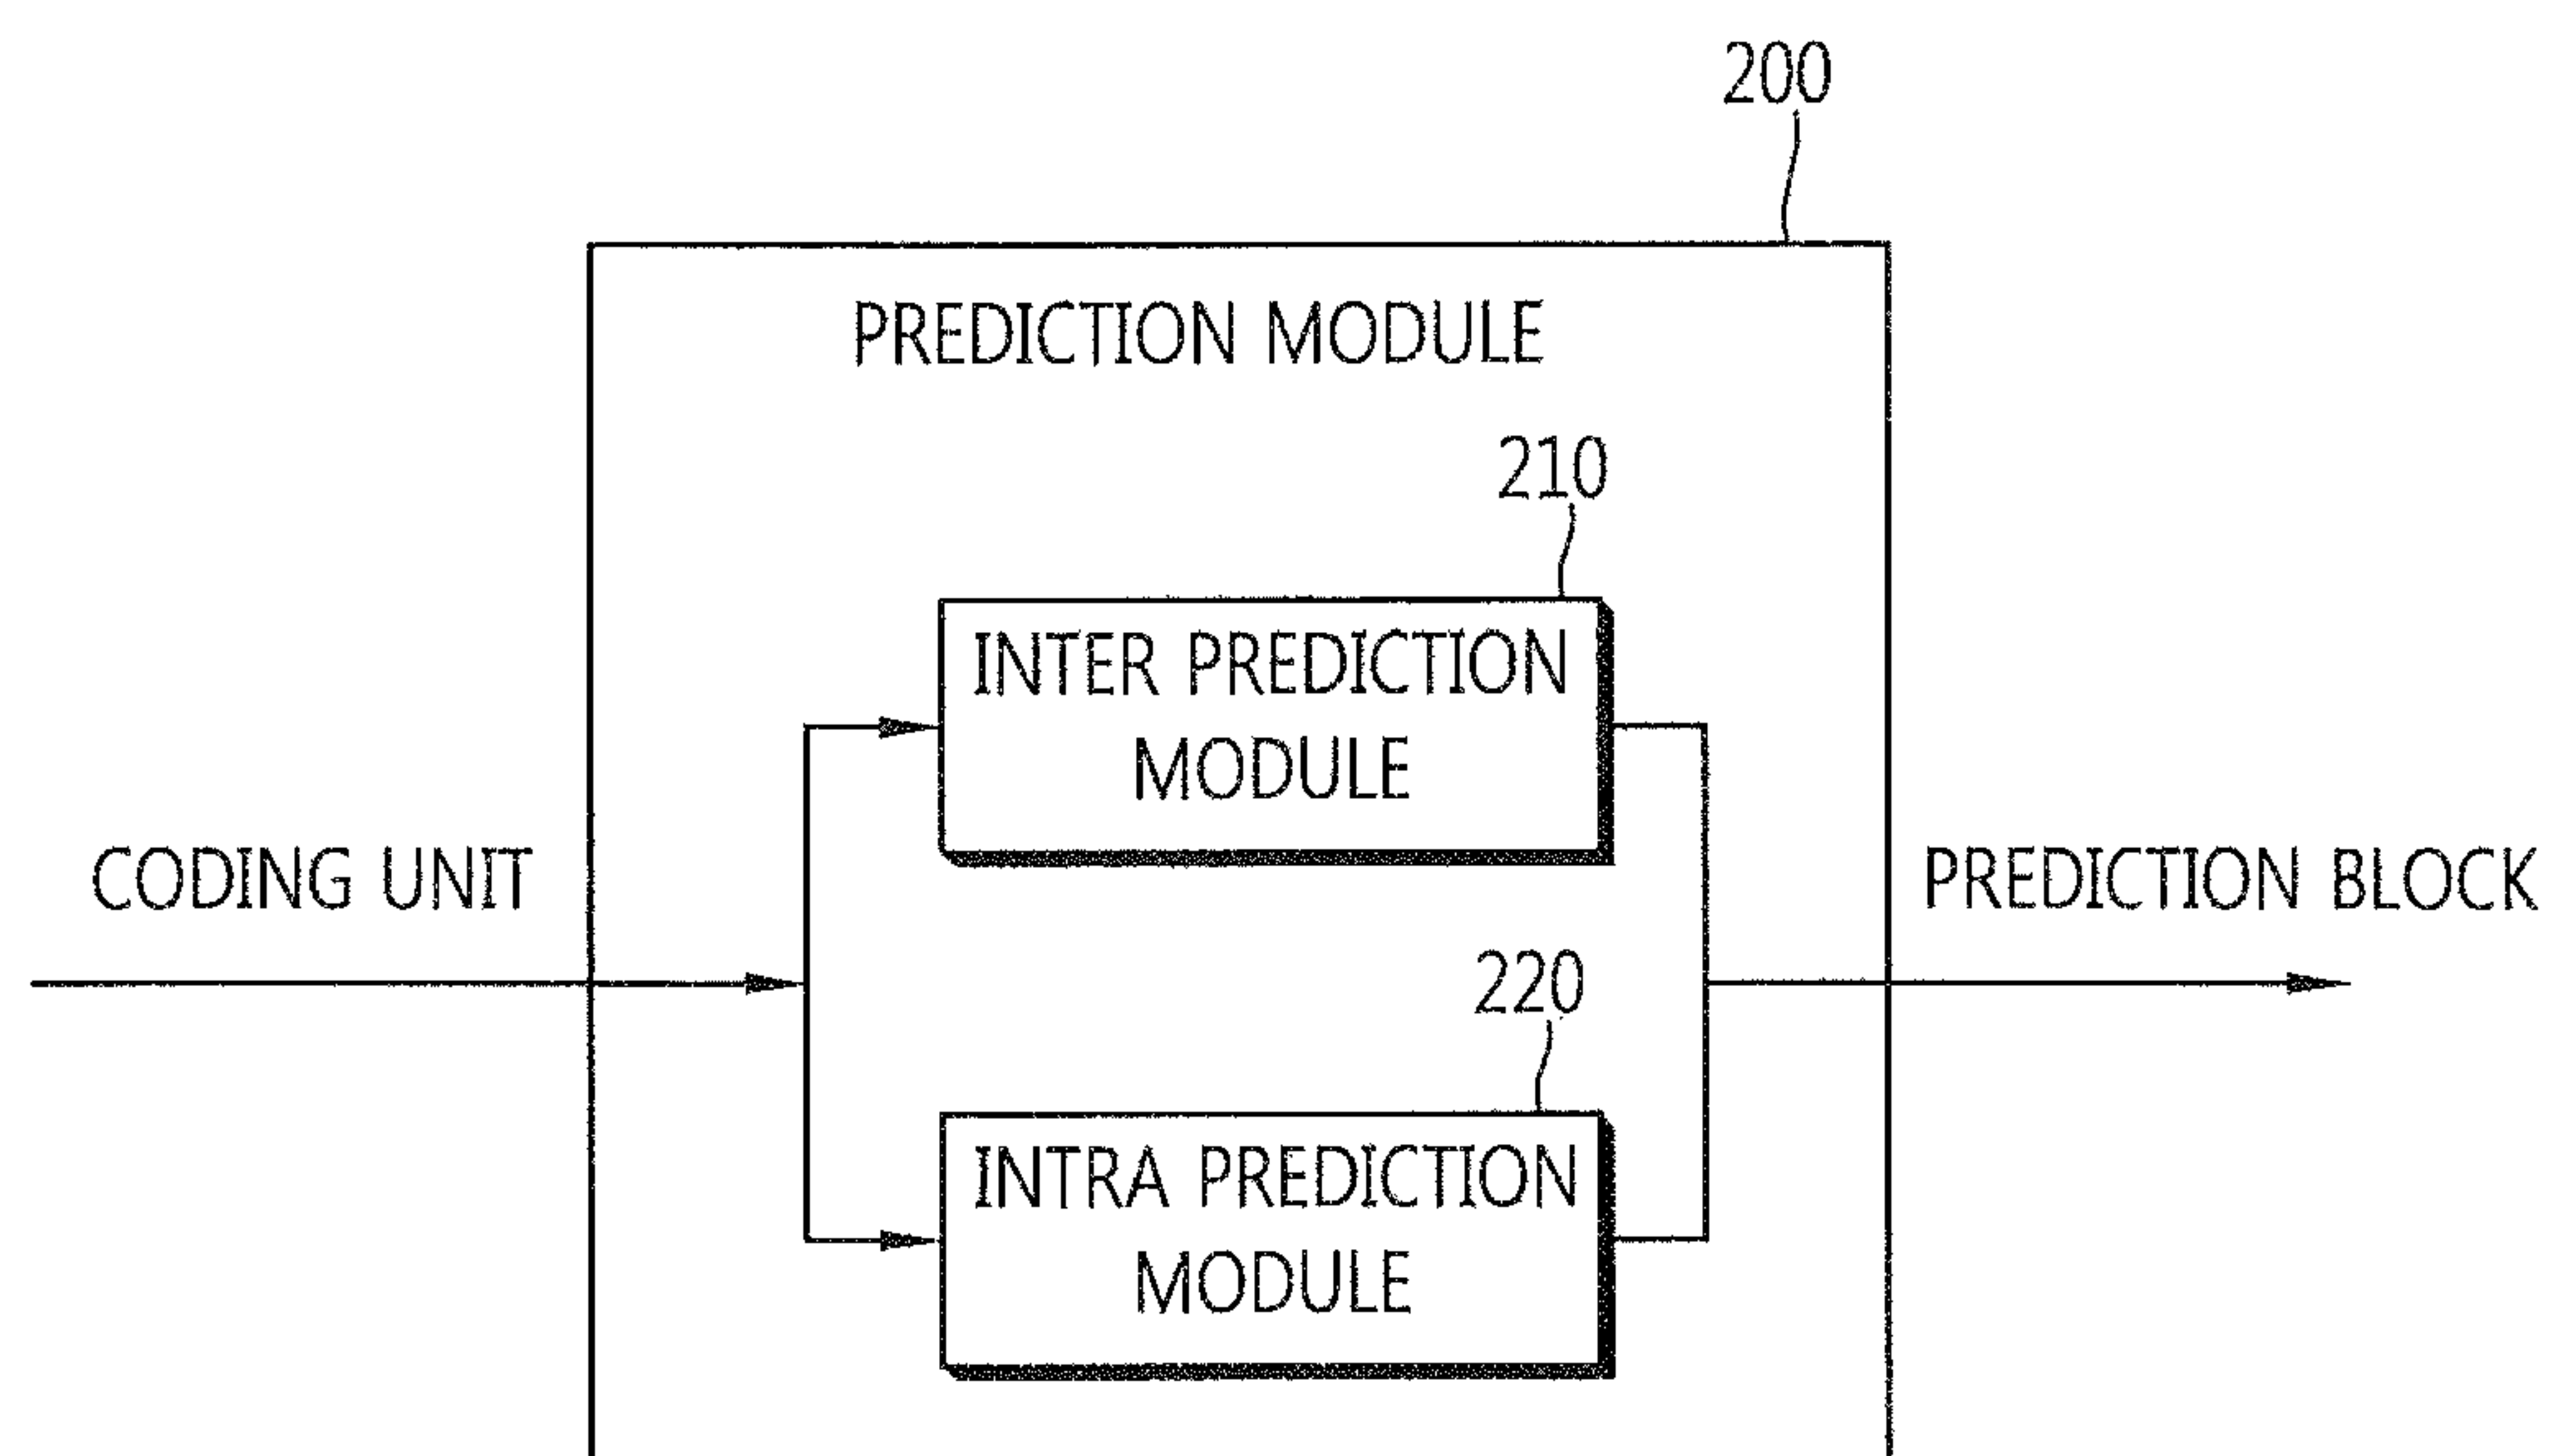 200
PREDICTION MODULE
210
INTER PREDICTION
MODULE
CODING UNIT
PREDICTION BLOCK
220
INTRA PREDICTION
MODULE